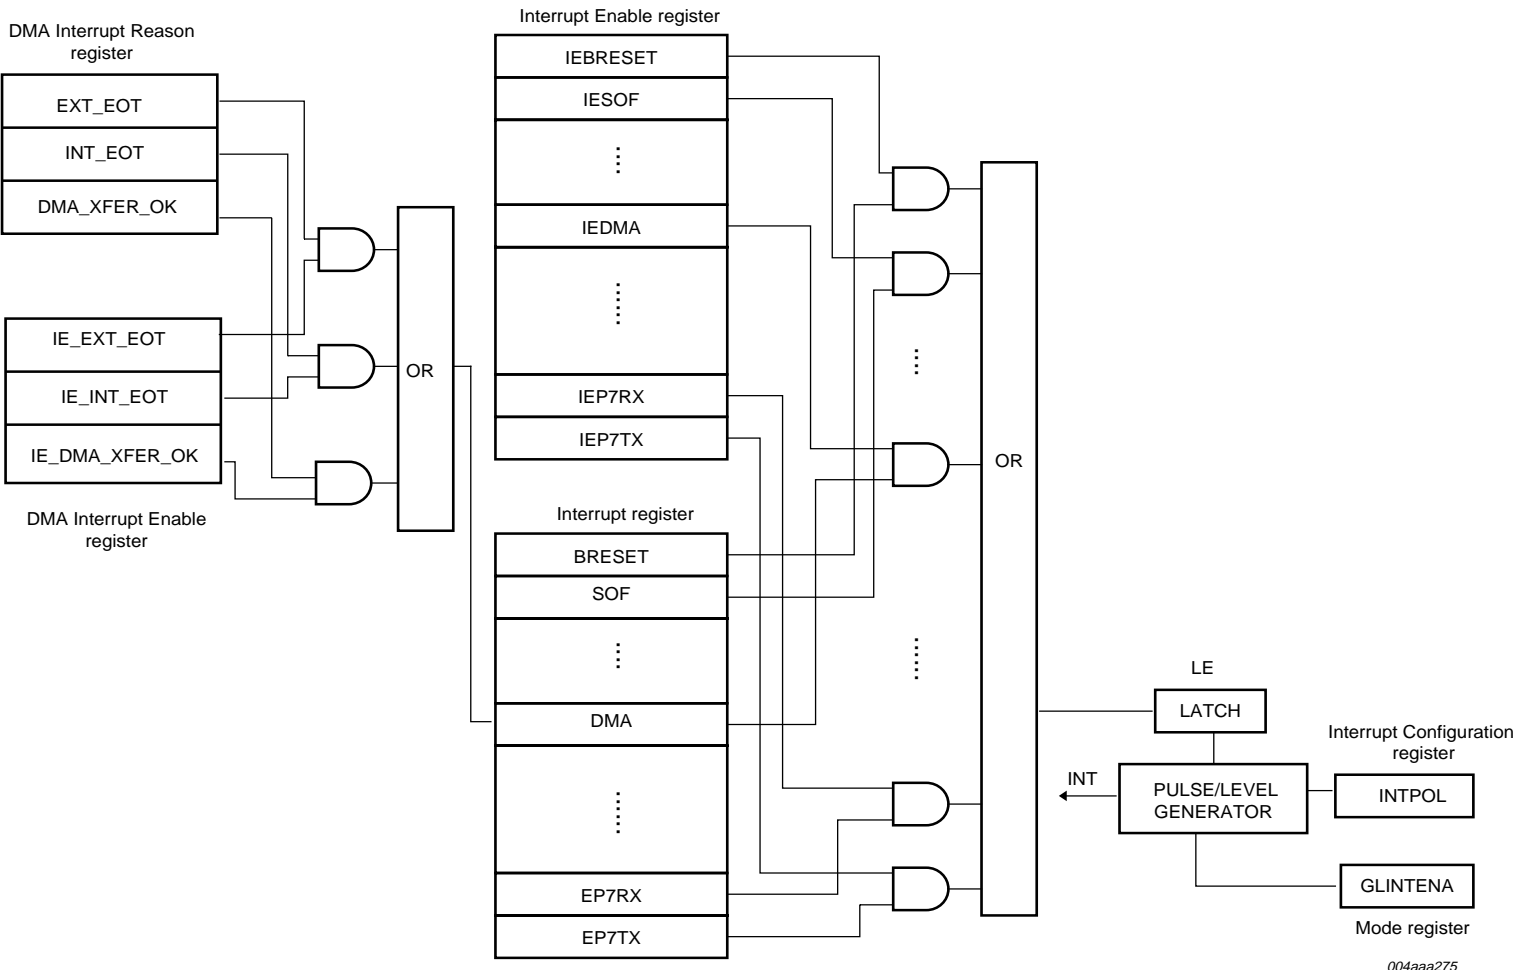 DMA Interrupt Reason
register
EXT_EOT
INT_EOT
DMA_XFER_OK
IE_EXT_EOT
IE_INT_EOT
IE_DMA_XFER_OK
DMA Interrupt Enable
register
OR
Interrupt Enable register
IEBRESET
IESOF
IEDMA
IEP7RX
IEP7TX
Interrupt register
BRESET
SOF
DMA
EP7RX
EP7TX
OR
LE
LATCH
Interrupt Configuration
register
INT
PULSE/LEVEL
GENERATOR
INTPOL
GLINTENA
Mode register
004aaa275